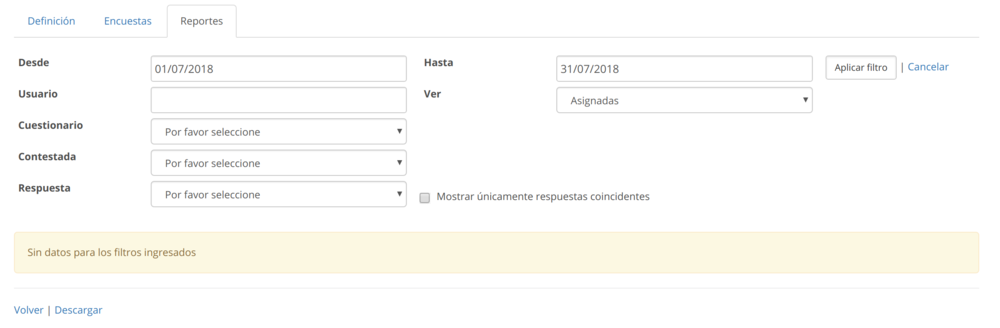 Definición Encuestas Reportes
Desde 01/07/2018 Hasta 31/07/2018 Aplicar filtro | Cancelar
Usuario Ver Asignadas
Cuestionario Por favor seleccione
Contestada Por favor seleccione
Respuesta Por favor seleccione Mostrar únicamente respuestas coincidentes
Sin datos para los filtros ingresados
Volver | Descargar